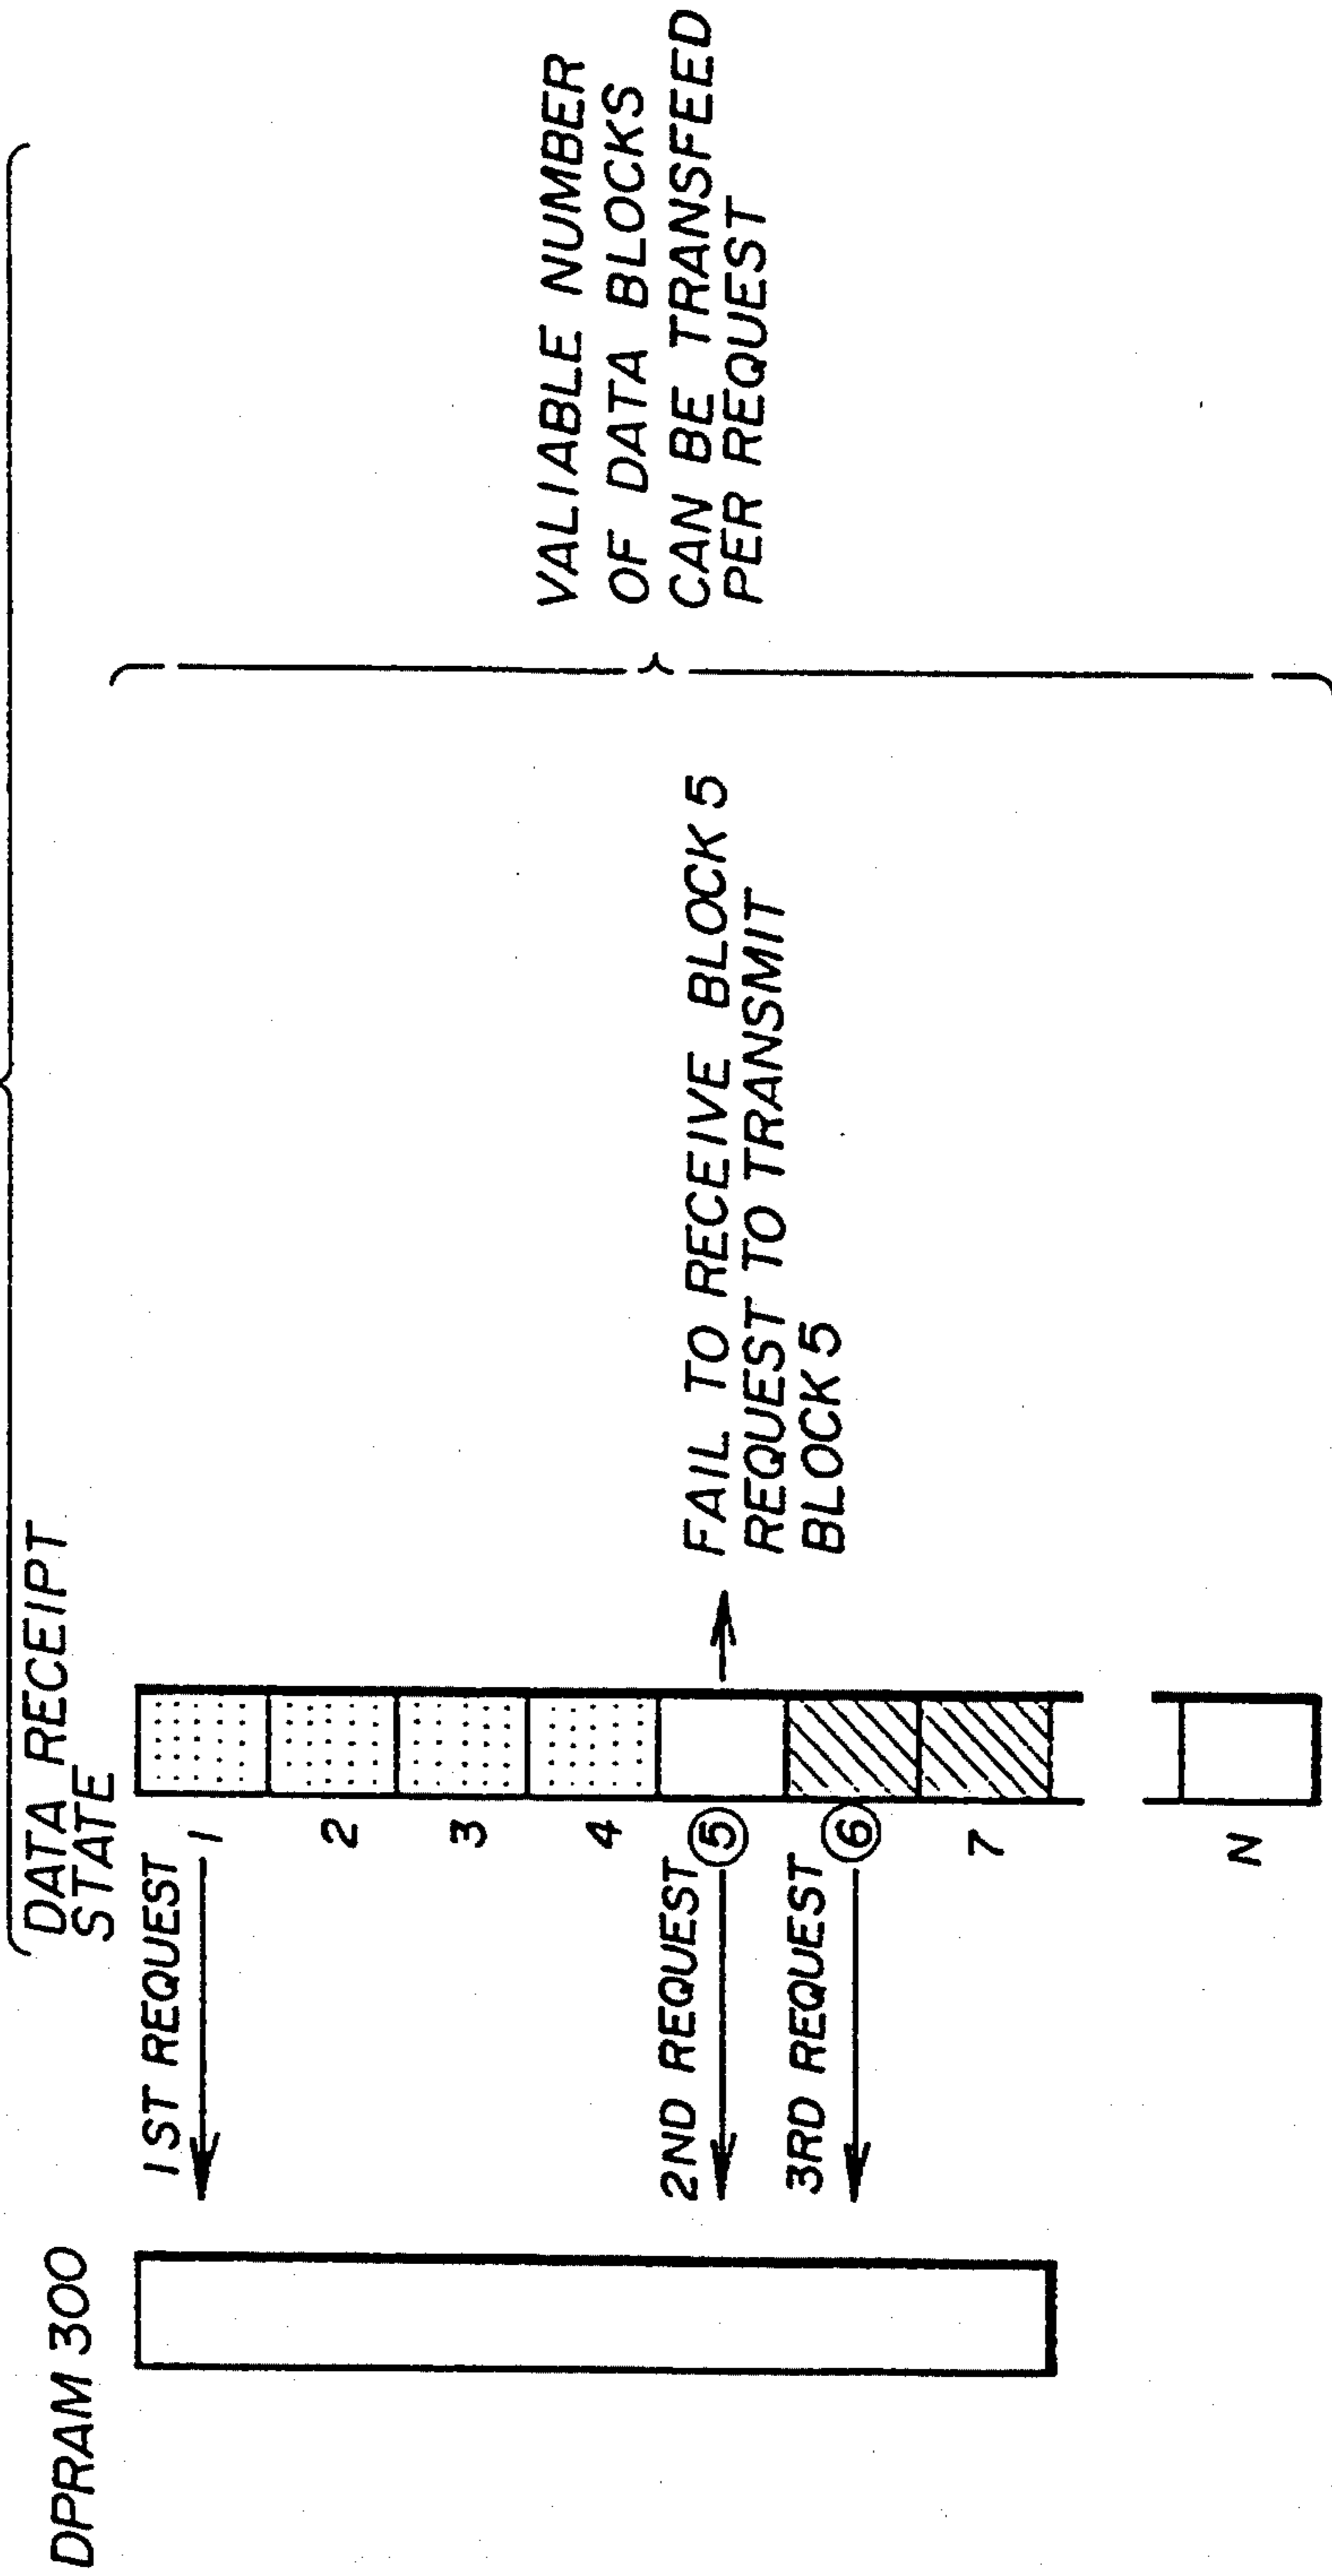 DPRAM 300
DATA RECEIPT
STATE
1ST REQUEST
1
2
3
4
2ND REQUEST
5
3RD REQUEST
6
7
N
FAIL TO RECEIVE BLOCK 5
REQUEST TO TRANSMIT
BLOCK 5
VALIABLE NUMBER
OF DATA BLOCKS
CAN BE TRANSFEED
PER REQUEST